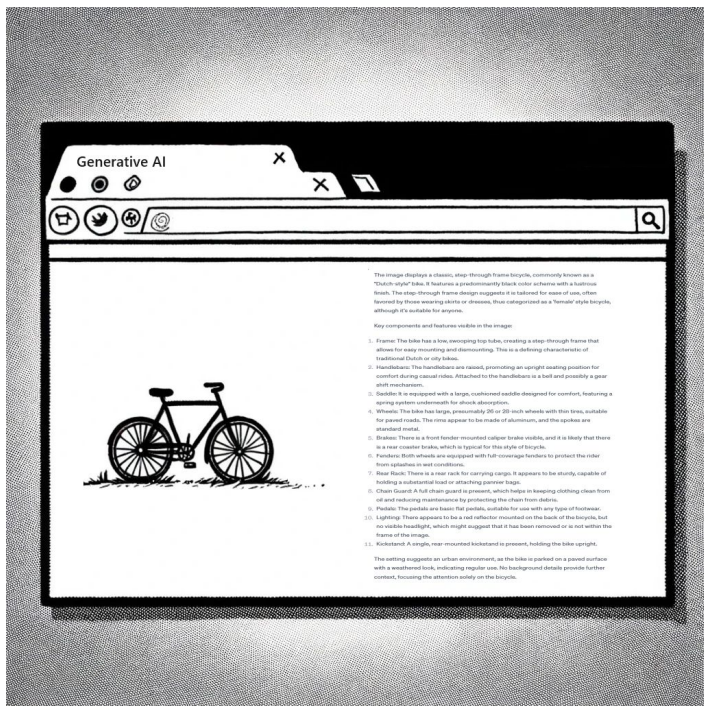 Generative AI
The image displays a classic, step-through frame bicycle, commonly known as a
"Dutch-style" bike. It features a predominantly black color scheme with a lustrous
finish. The step-through frame design suggests it is tailored for ease of use, often
favored by those wearing skirts or dresses, thus categorized as a 'female' style bicycle,
although it's suitable for anyone.
Key components and features visible in the image:
1. Frame: The bike has a low, swooping top tube, creating a step-through frame that
allows for easy mounting and dismounting. This is a defining characteristic of
traditional Dutch or city bikes.
2. Handlebars: The handlebars are raised, promoting an upright seating position for
comfort during casual rides. Attached to the handlebars is a bell and possibly a gear
shift mechanism.
3. Saddle: It is equipped with a large, cushioned saddle designed for comfort, featuring a
spring system underneath for shock absorption.
4. Wheels: The bike has large, presumably 26 or 28-inch wheels with thin tires, suitable
for paved roads. The rims appear to be made of aluminum, and the spokes are
standard metal.
5. Brakes: There is a front fender-mounted caliper brake visible, and it is likely that there
is a rear coaster brake, which is typical for this style of bicycle.
6. Fenders: Both wheels are equipped with full-coverage fenders to protect the rider
from splashes in wet conditions.
7. Rear Rack: There is a rear rack for carrying cargo. It appears to be sturdy, capable of
holding a substantial load or attaching pannier bags.
8. Chain Guard: A full chain guard is present, which helps in keeping clothing clean from
oil and reducing maintenance by protecting the chain from debris.
9. Pedals: The pedals are basic flat pedals, suitable for use with any type of footwear.
10. Lighting: There appears to be a red reflector mounted on the back of the bicycle, but
no visible headlight, which might suggest that it has been removed or is not within the
frame of the image.
11. Kickstand: A single, rear-mounted kickstand is present, holding the bike upright.
The setting suggests an urban environment, as the bike is parked on a paved surface
with a weathered look, indicating regular use. No background details provide further
context, focusing the attention solely on the bicycle.